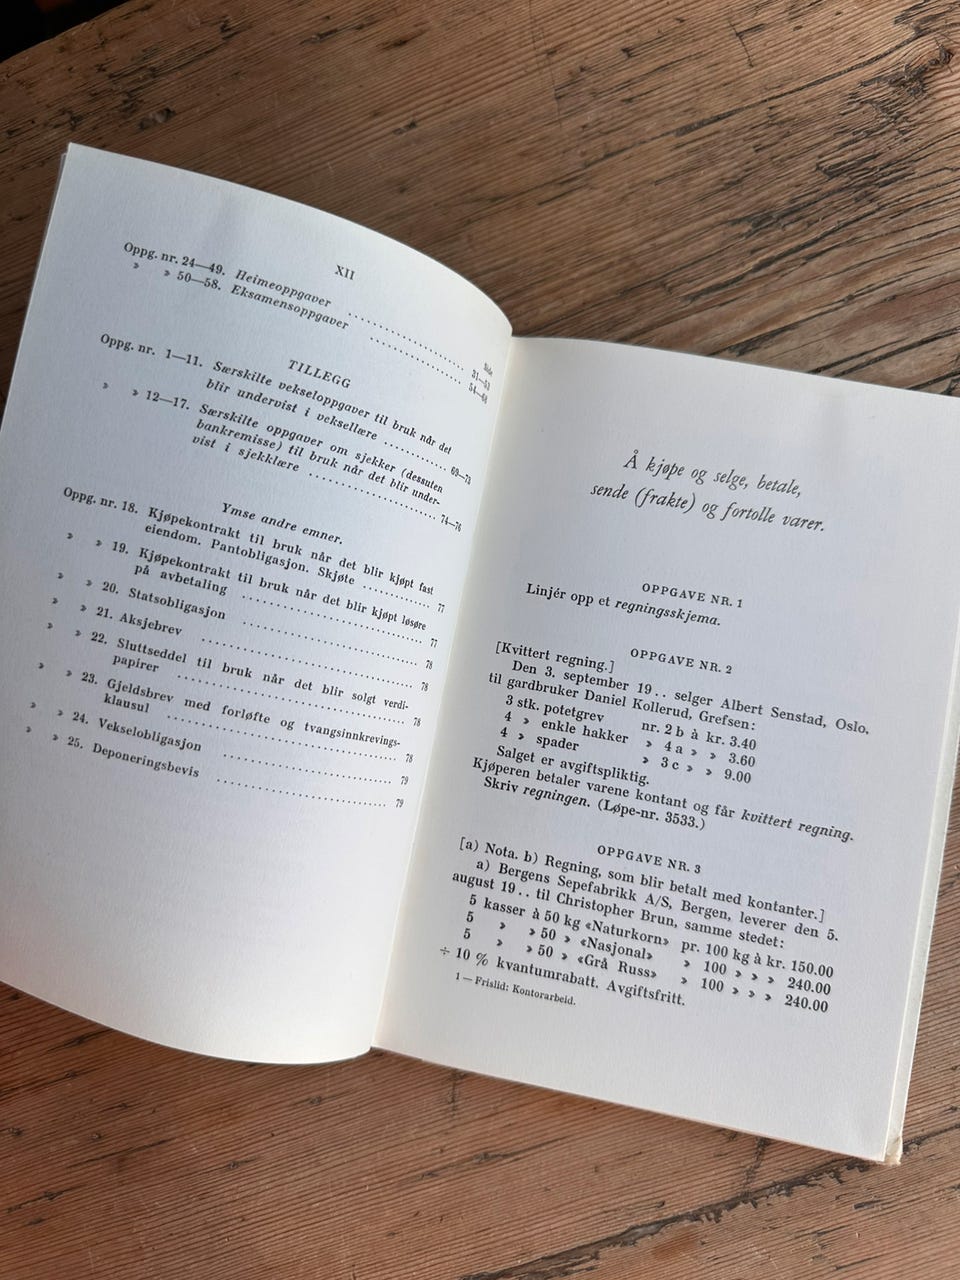 XII
Oppg. nr. 24—49. Heimeoppgaver ........................
» » 50—58. Eksamensoppgaver ....................
Side
31—53
54—68
TILLEGG
Oppg. nr. 1—11. Særskilte vekseloppgaver til bruk når det
blir undervist i veksellære ........... 69—73
» » 12—17. Særskilte oppgaver om sjekker (dessuten
bankremisse) til bruk når det blir under-
vist i sjekklære ........................ 74—76
Ymse andre emner.
Oppg. nr. 18. Kjøpekontrakt til bruk når det blir kjøpt fast
eiendom. Pantobligasjon. Skjøte ............ 77
» » 19. Kjøpekontrakt til bruk når det blir kjøpt løsøre
på avbetaling ........................ 77
» » 20. Statsobligasjon ........................ 78
» » 21. Aksjebrev ........................ 78
» » 22. Sluttseddel til bruk når det blir solgt verdi-
papirer ........................ 78
» » 23. Gjeldsbrev med forløfte og tvangsinnkrevings-
klausul ........................ 78
» » 24. Vekselobligasjon ........................ 79
» » 25. Deponeringsbevis ........................ 79
Å kjøpe og selge, betale,
sende (frakte) og fortolle varer.
OPPGAVE NR. 1
Linjér opp et regningsskjema.
OPPGAVE NR. 2
[Kvittert regning.]
Den 3. september 19.. selger Albert Senstad, Oslo,
til gardbruker Daniel Kollerud, Grefsen:
3 stk. potetgrev nr. 2 b à kr. 3.40
4 » enkle hakker » 4 a » » 3.60
4 » spader » 3 c » » 9.00
Salget er avgiftspliktig.
Kjøperen betaler varene kontant og får kvittert regning.
Skriv regningen. (Løpe-nr. 3533.)
OPPGAVE NR. 3
[a) Nota. b) Regning, som blir betalt med kontanter.]
a) Bergens Sepefabrikk A/S, Bergen, leverer den 5.
august 19.. til Christopher Brun, samme stedet:
5 kasser à 50 kg «Naturkorn» pr. 100 kg à kr. 150.00
5 » » 50 » «Nasjonal» » 100 » » » 240.00
5 » » 50 » «Grå Russ» » 100 » » » 240.00
÷ 10 % kvantumrabatt. Avgiftsfritt.
1 — Frislid: Kontorarbeid.